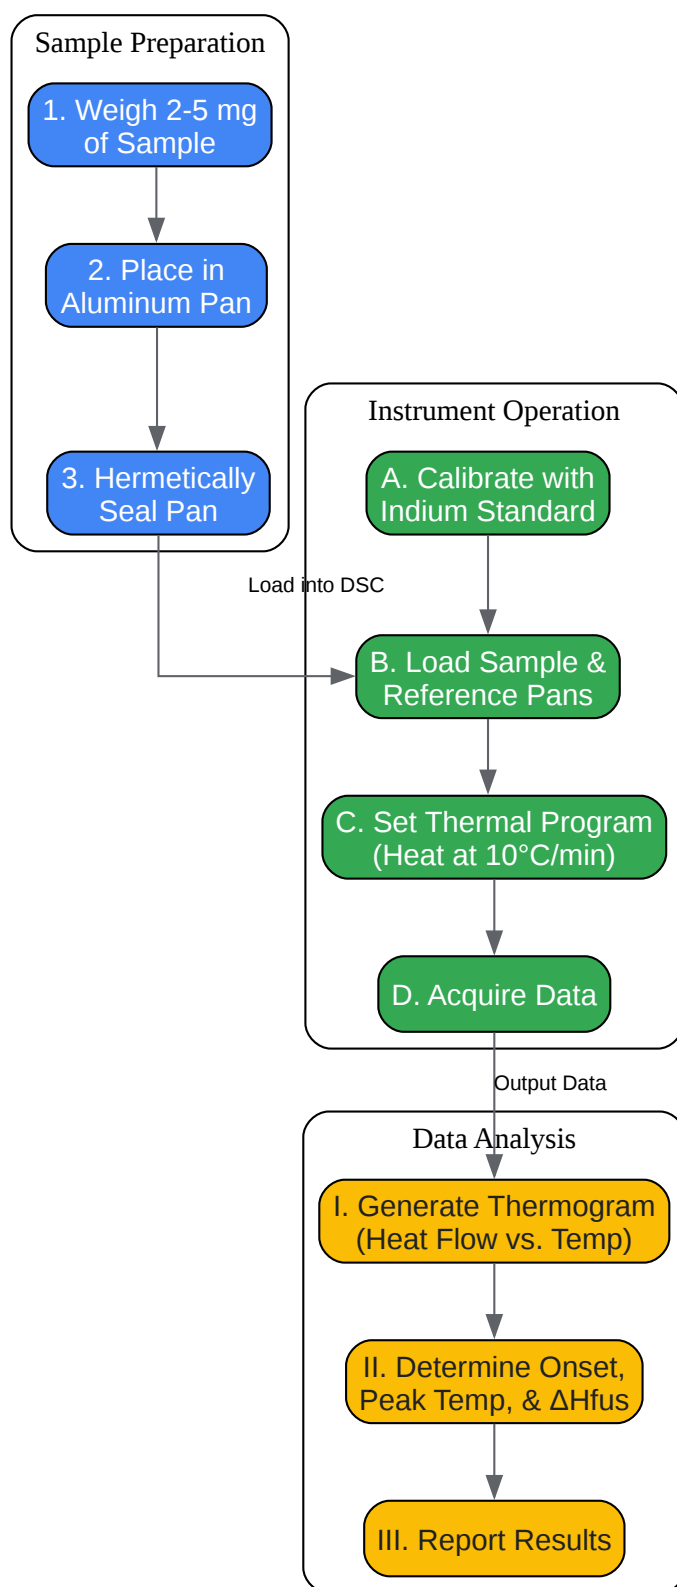 Sample Preparation
1. Weigh 2-5 mg
of Sample
2. Place in
Aluminum Pan
3. Hermetically
Seal Pan
Load into DSC
Instrument Operation
A. Calibrate with
Indium Standard
B. Load Sample &
Reference Pans
C. Set Thermal Program
(Heat at 10°C/min)
D. Acquire Data
Output Data
Data Analysis
I. Generate Thermogram
(Heat Flow vs. Temp)
II. Determine Onset,
Peak Temp, & ΔHfus
III. Report Results